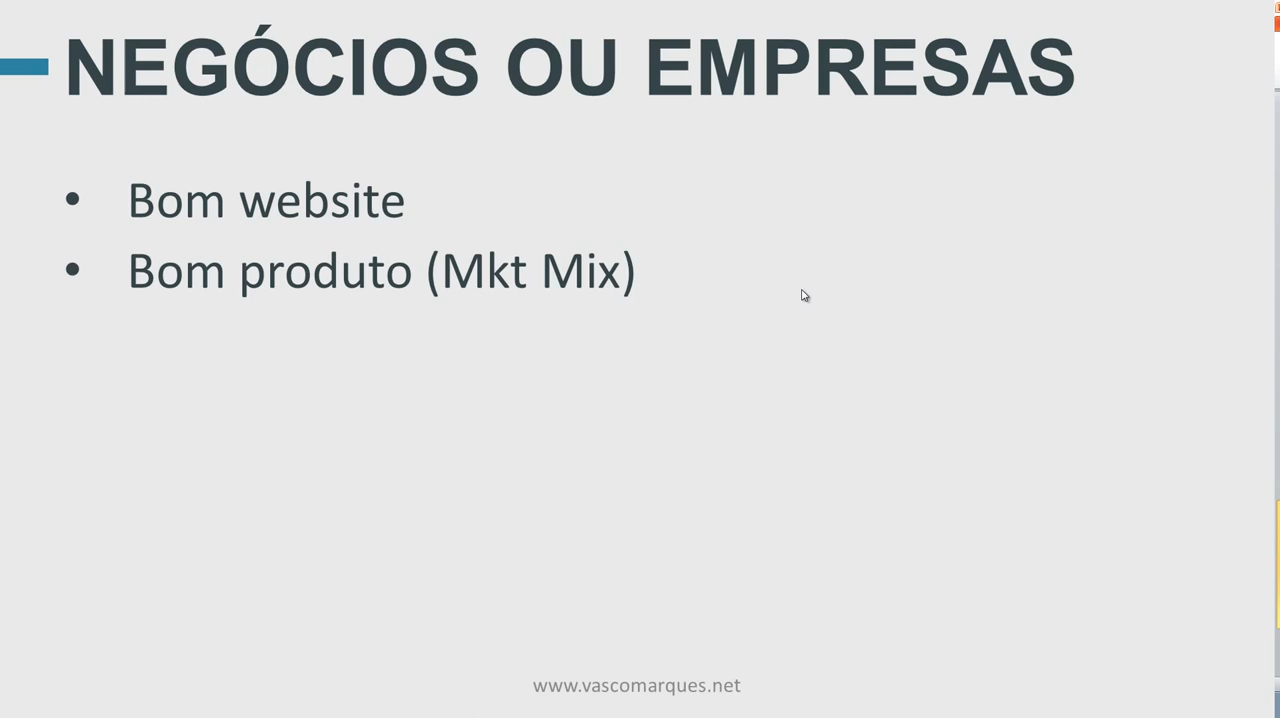 NEGÓCIOS OU EMPRESAS
• Bom website
• Bom produto (Mkt Mix)
www.vascomarques.net